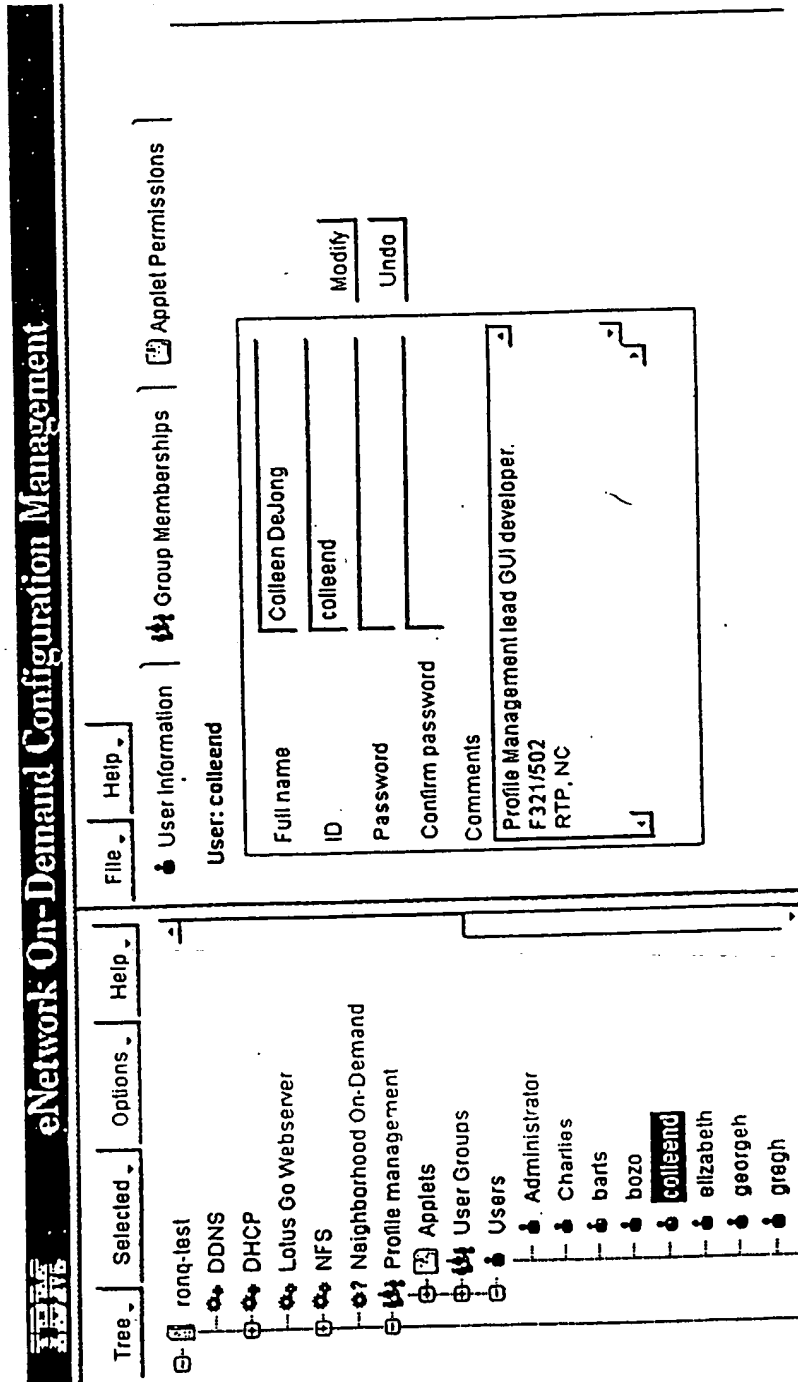 IBM eNetwork On-Demand Configuration Management
Tree Selected Options Help
ronq-test
DDNS
DHCP
Lotus Go Webserver
NFS
? Neighborhood On-Demand
Profile management
Applets
User Groups
Users
Administrator
Charlies
barts
bozo
colleend
elizabeth
georgeh
gregh
File Help
User Information
Group Memberships
Applet Permissions
User: colleend
Full name
Colleen DeJong
ID
colleend
Password
Confirm password
Comments
Profile Management lead GUI developer.
F321/502
RTP, NC
Modify
Undo